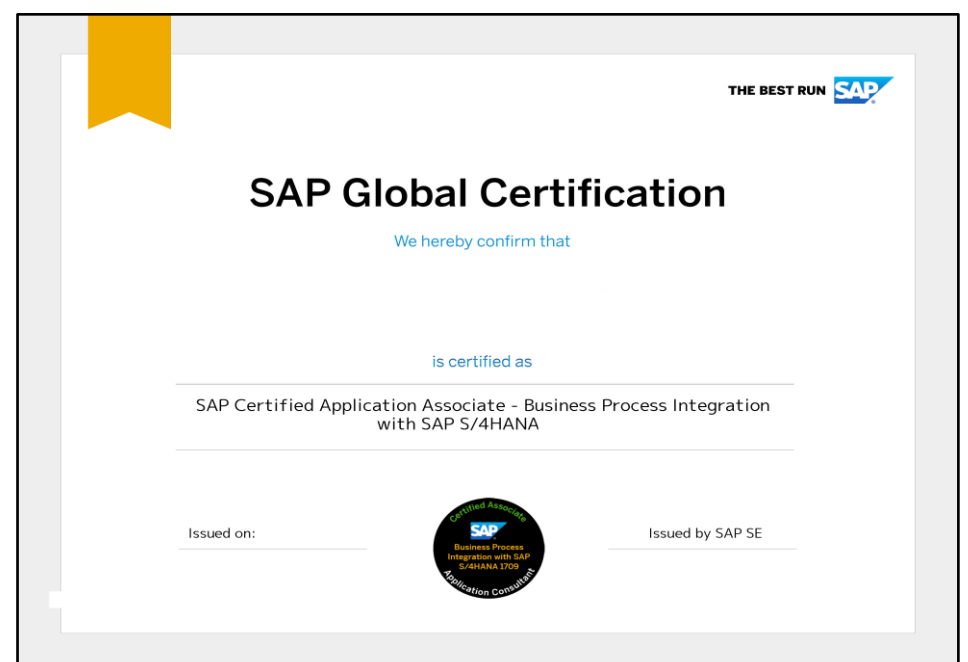 THE BEST RUN SAP
SAP Global Certification
We hereby confirm that
is certified as
SAP Certified Application Associate - Business Process Integration
with SAP S/4HANA
Issued on:
Certified Associate
SAP
Business Process
Integration with SAP
S/4HANA 1709
Application Consultant
Issued by SAP SE